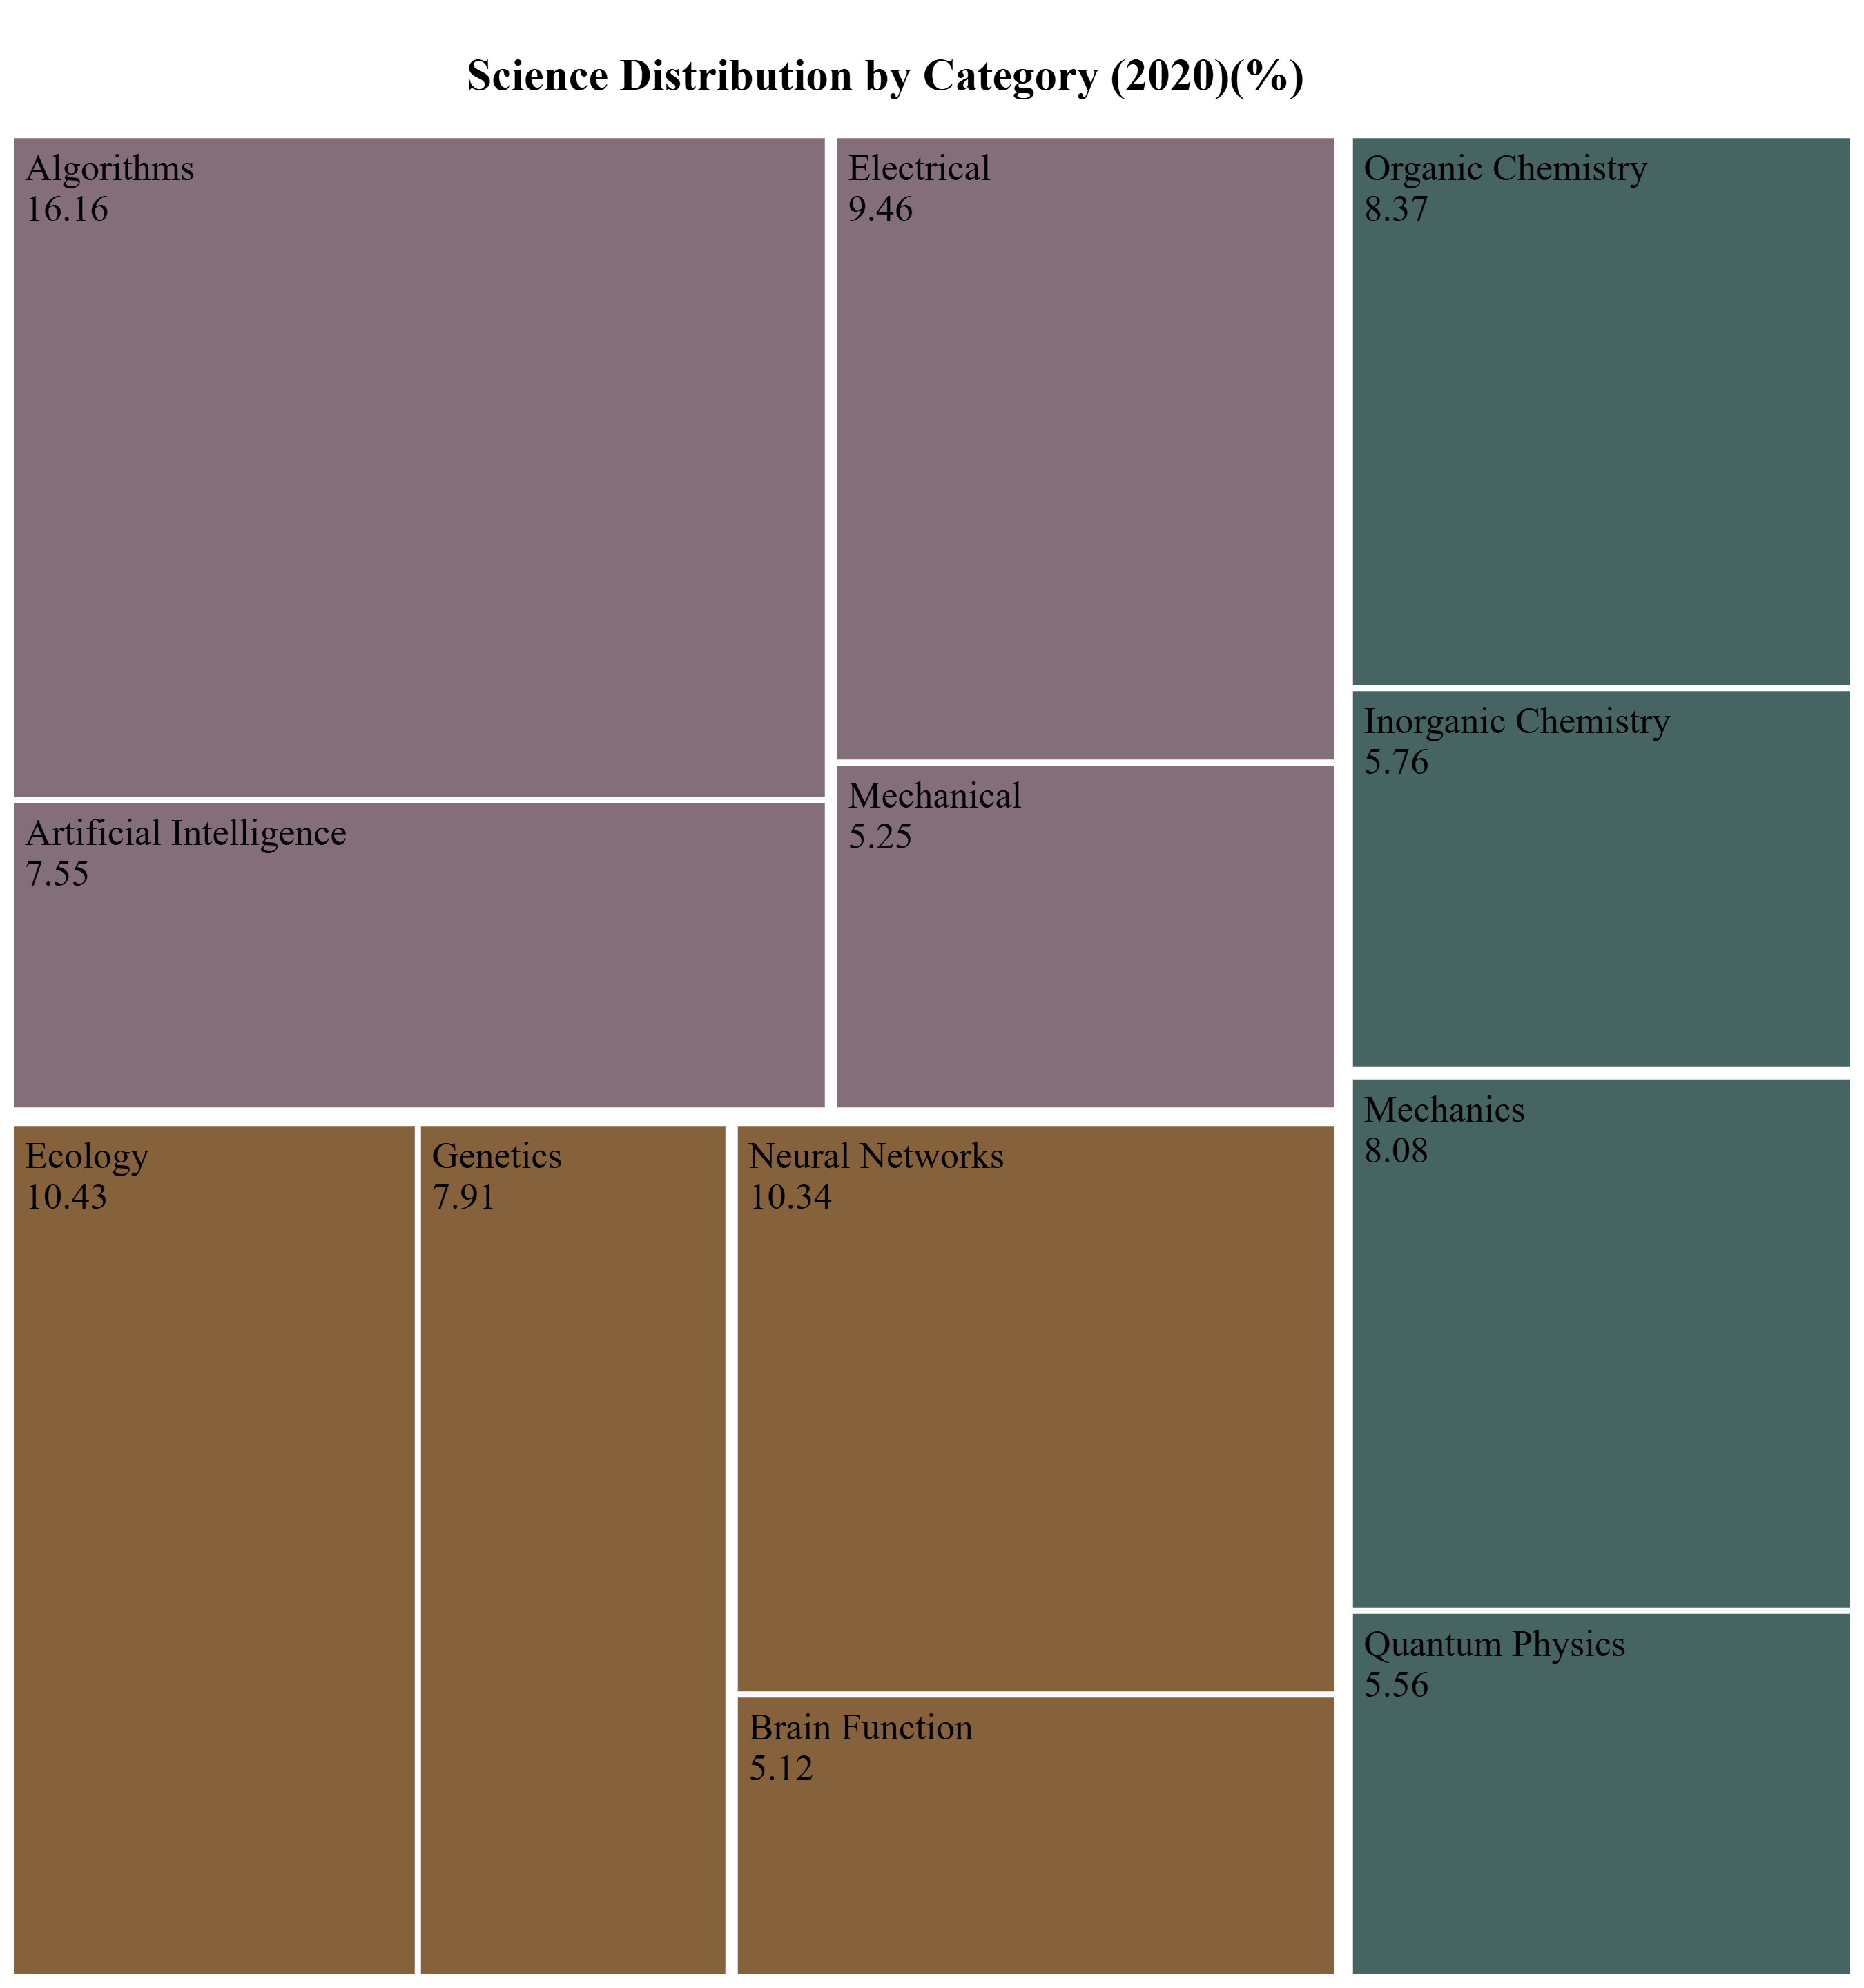 Science Distribution by Category (2020)(%)
Algorithms
16.16
Artificial Intelligence
7.55
Electrical
9.46
Mechanical
5.25
Organic Chemistry
8.37
Inorganic Chemistry
5.76
Mechanics
8.08
Quantum Physics
5.56
Ecology
10.43
Genetics
7.91
Neural Networks
10.34
Brain Function
5.12